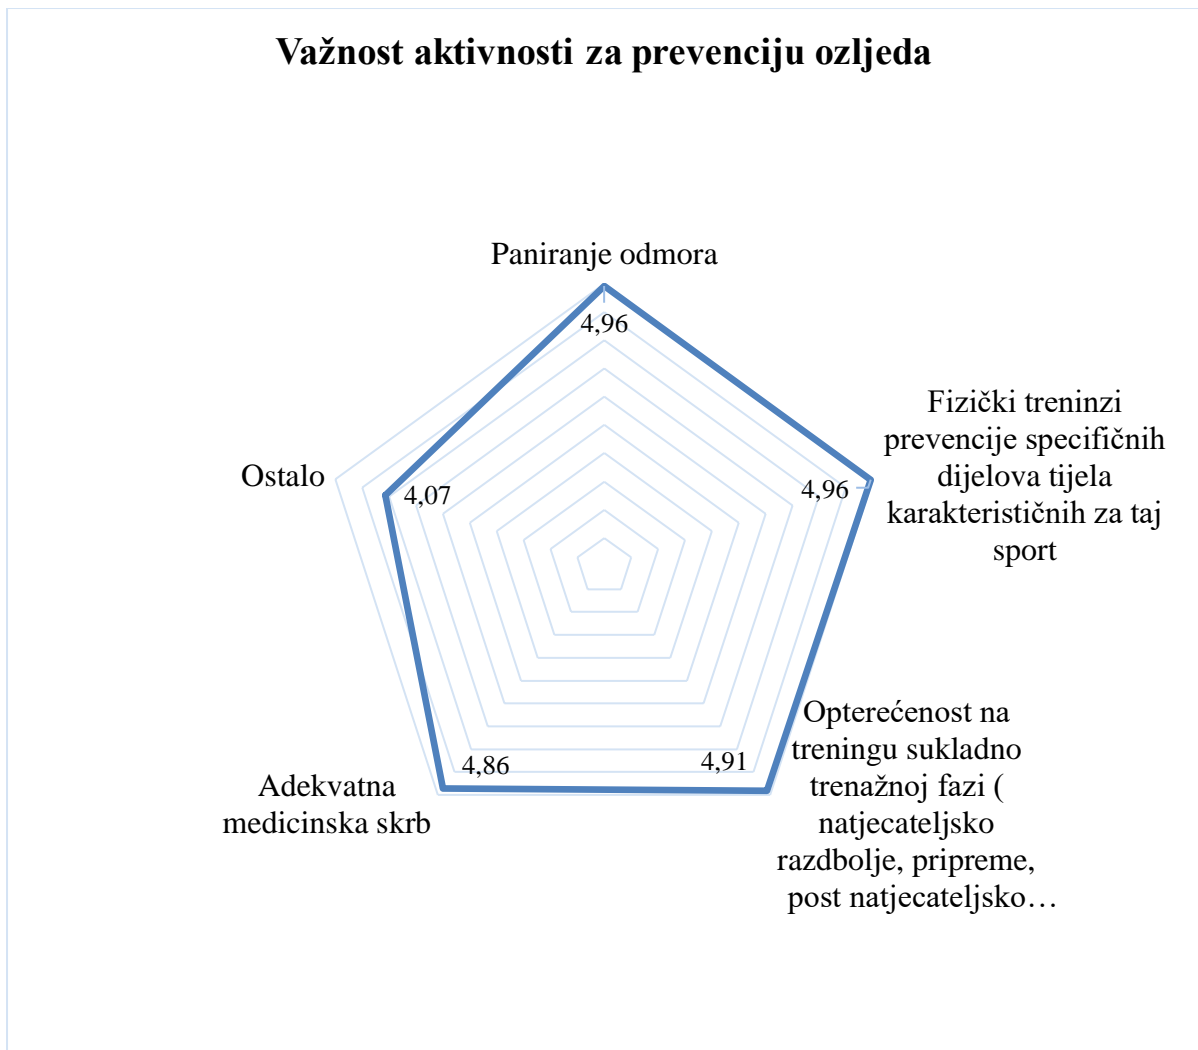 Važnost aktivnosti za prevenciju ozljeda
Paniranje odmora
4,96
Fizički treninzi
prevencije specifičnih
dijelova tijela
karakterističnih za taj
sport
4,96
Ostalo
4,07
Opterećenost na
treningu sukladno
trenažnoj fazi (
natjecateljsko
razdbolje, pripreme,
post natjecateljsko…
4,91
4,86
Adekvatna
medicinska skrb